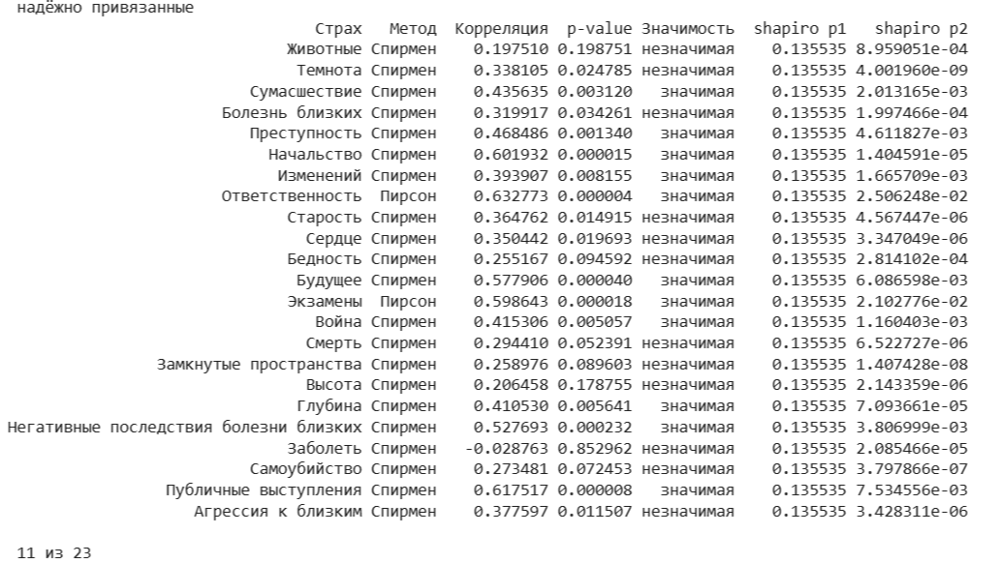 надёжно привязанные
Страх Метод Корреляция p-value Значимость shapiro p1 shapiro p2
Животные Спирмен 0.197510 0.198751 незначимая 0.135535 8.959051e-04
Темнота Спирмен 0.338105 0.024785 незначимая 0.135535 4.001960e-09
Сумасшествие Спирмен 0.435635 0.003120 значимая 0.135535 2.013165e-03
Болезнь близких Спирмен 0.319917 0.034261 незначимая 0.135535 1.997466e-04
Преступность Спирмен 0.468486 0.001340 значимая 0.135535 4.611827e-03
Начальство Спирмен 0.601932 0.000015 значимая 0.135535 1.404591e-05
Изменений Спирмен 0.393907 0.008155 значимая 0.135535 1.665709e-03
Ответственность Пирсон 0.632773 0.000004 значимая 0.135535 2.506248e-02
Старость Спирмен 0.364762 0.014915 незначимая 0.135535 4.567447e-06
Сердце Спирмен 0.350442 0.019693 незначимая 0.135535 3.347049e-06
Бедность Спирмен 0.255167 0.094592 незначимая 0.135535 2.814102e-04
Будущее Спирмен 0.577906 0.000040 значимая 0.135535 6.086598e-03
Экзамены Пирсон 0.598643 0.000018 значимая 0.135535 2.102776e-02
Война Спирмен 0.415306 0.005057 значимая 0.135535 1.160403e-03
Смерть Спирмен 0.294410 0.052391 незначимая 0.135535 6.522727e-06
Замкнутые пространства Спирмен 0.258976 0.089603 незначимая 0.135535 1.407428e-08
Высота Спирмен 0.206458 0.178755 незначимая 0.135535 2.143359e-06
Глубина Спирмен 0.410530 0.005641 значимая 0.135535 7.093661e-05
Негативные последствия болезни близких Спирмен 0.527693 0.000232 значимая 0.135535 3.806999e-03
Заболеть Спирмен -0.028763 0.852962 незначимая 0.135535 2.085466e-05
Самоубийство Спирмен 0.273481 0.072453 незначимая 0.135535 3.797866e-07
Публичные выступления Спирмен 0.617517 0.000008 значимая 0.135535 7.534556e-03
Агрессия к близким Спирмен 0.377597 0.011507 незначимая 0.135535 3.428311e-06
11 из 23